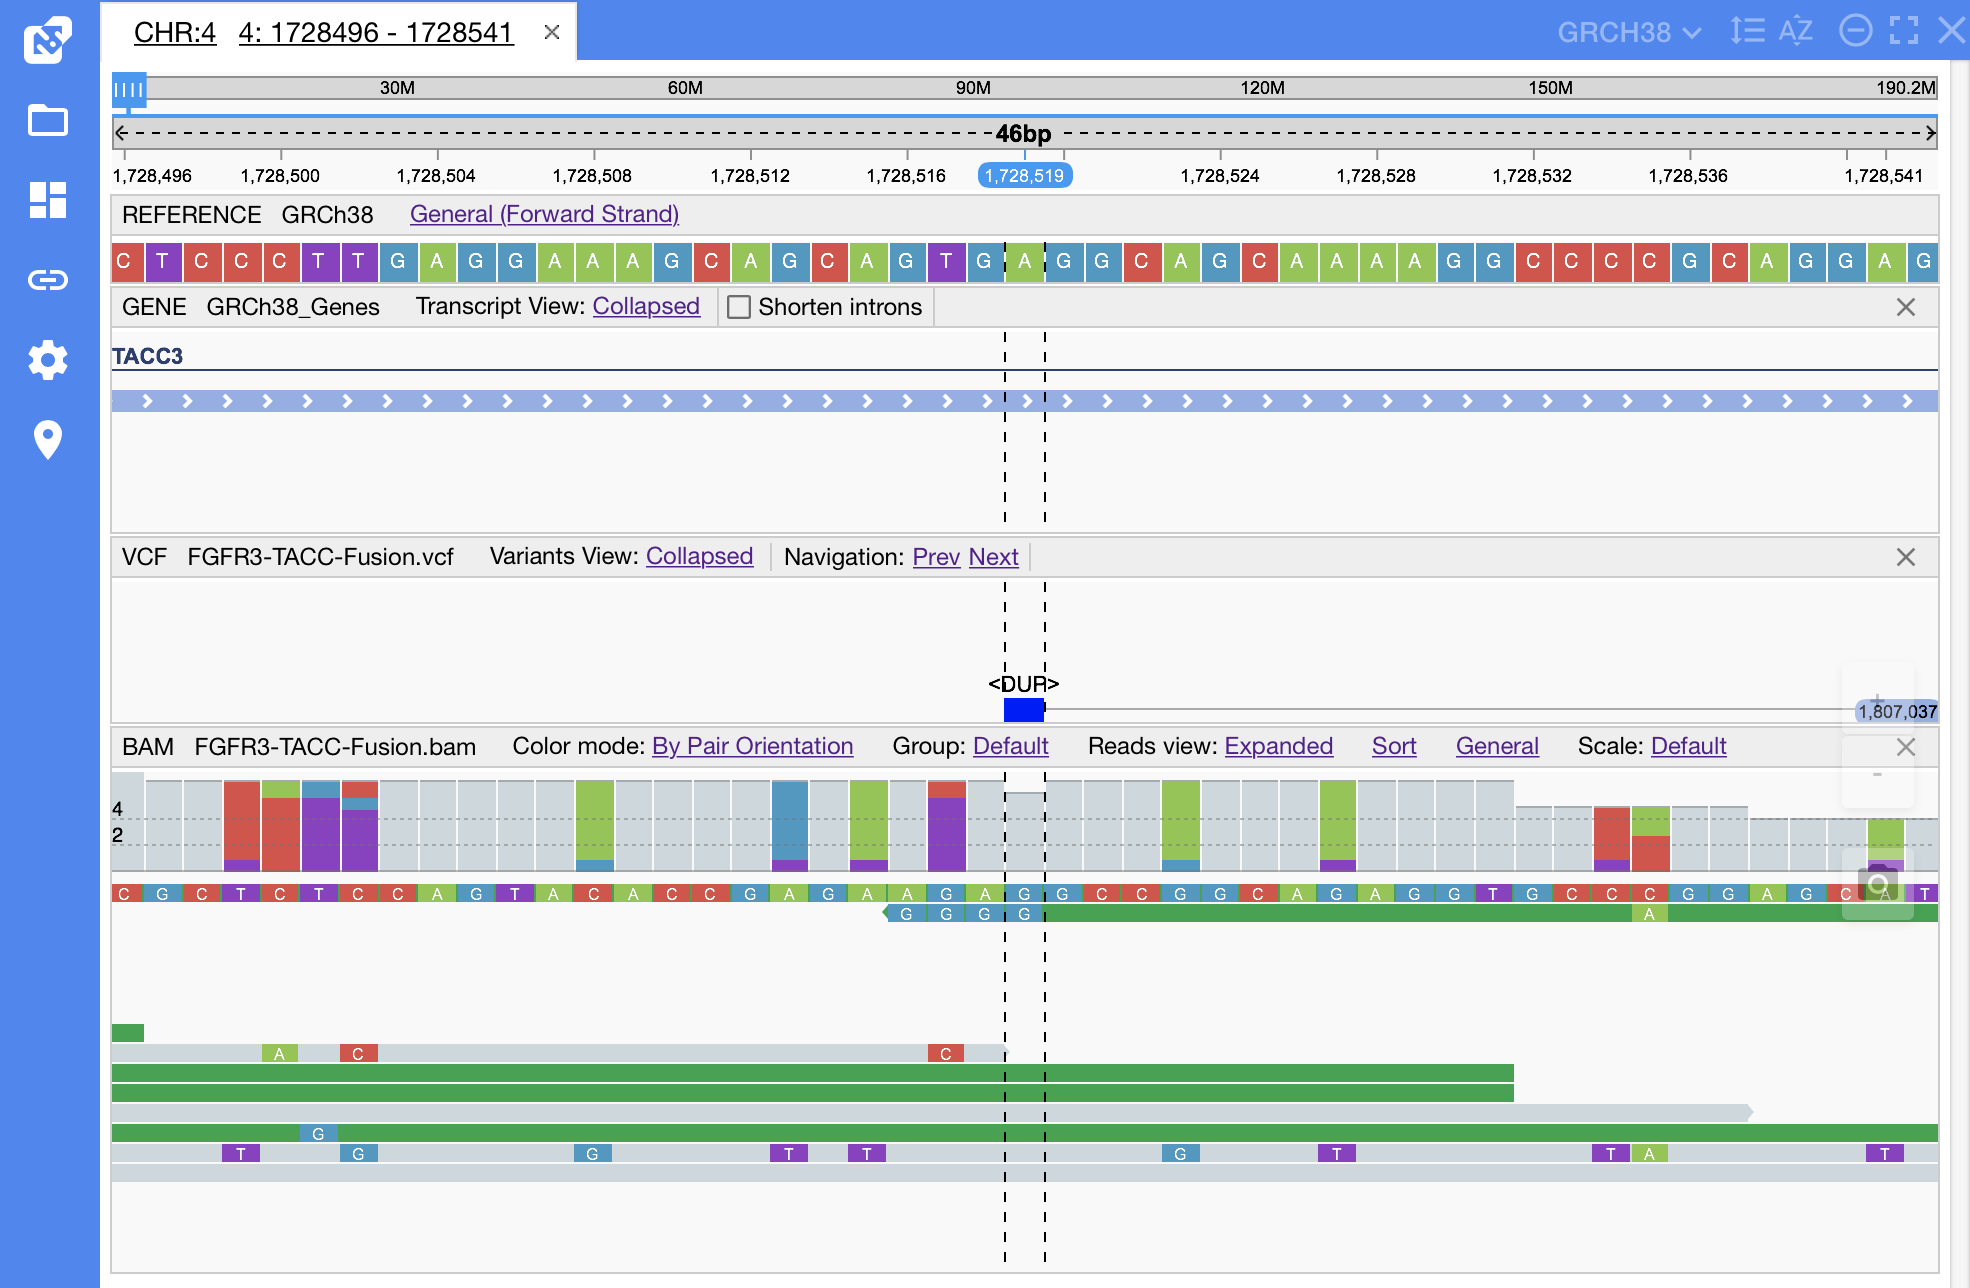 CHR:4 4: 1728496 - 1728541 GRCH38
30M 60M 90M 120M 150M 190.2M
46bp
1,728,496 1,728,500 1,728,504 1,728,508 1,728,512 1,728,516 1,728,519 1,728,524 1,728,528 1,728,532 1,728,536 1,728,541
REFERENCE GRCh38 General (Forward Strand)
C T C C C T T G A G G A A A G C A G C A G T G A G G C A G C A A A A G G C C C C G C A G G A G
GENE GRCh38_Genes Transcript View: Collapsed Shorten introns
TACC3
VCF FGFR3-TACC-Fusion.vcf Variants View: Collapsed Navigation: Prev Next
<DUP>
1,807,037
BAM FGFR3-TACC-Fusion.bam Color mode: By Pair Orientation Group: Default Reads view: Expanded Sort General Scale: Default
4
2
C G C T C T C C A G T A C A C C G A G A A G A G G C C G G C A G A G G T G C C C G G A G C A T
G G G G A
A C C
G
T G G T T G T T A T